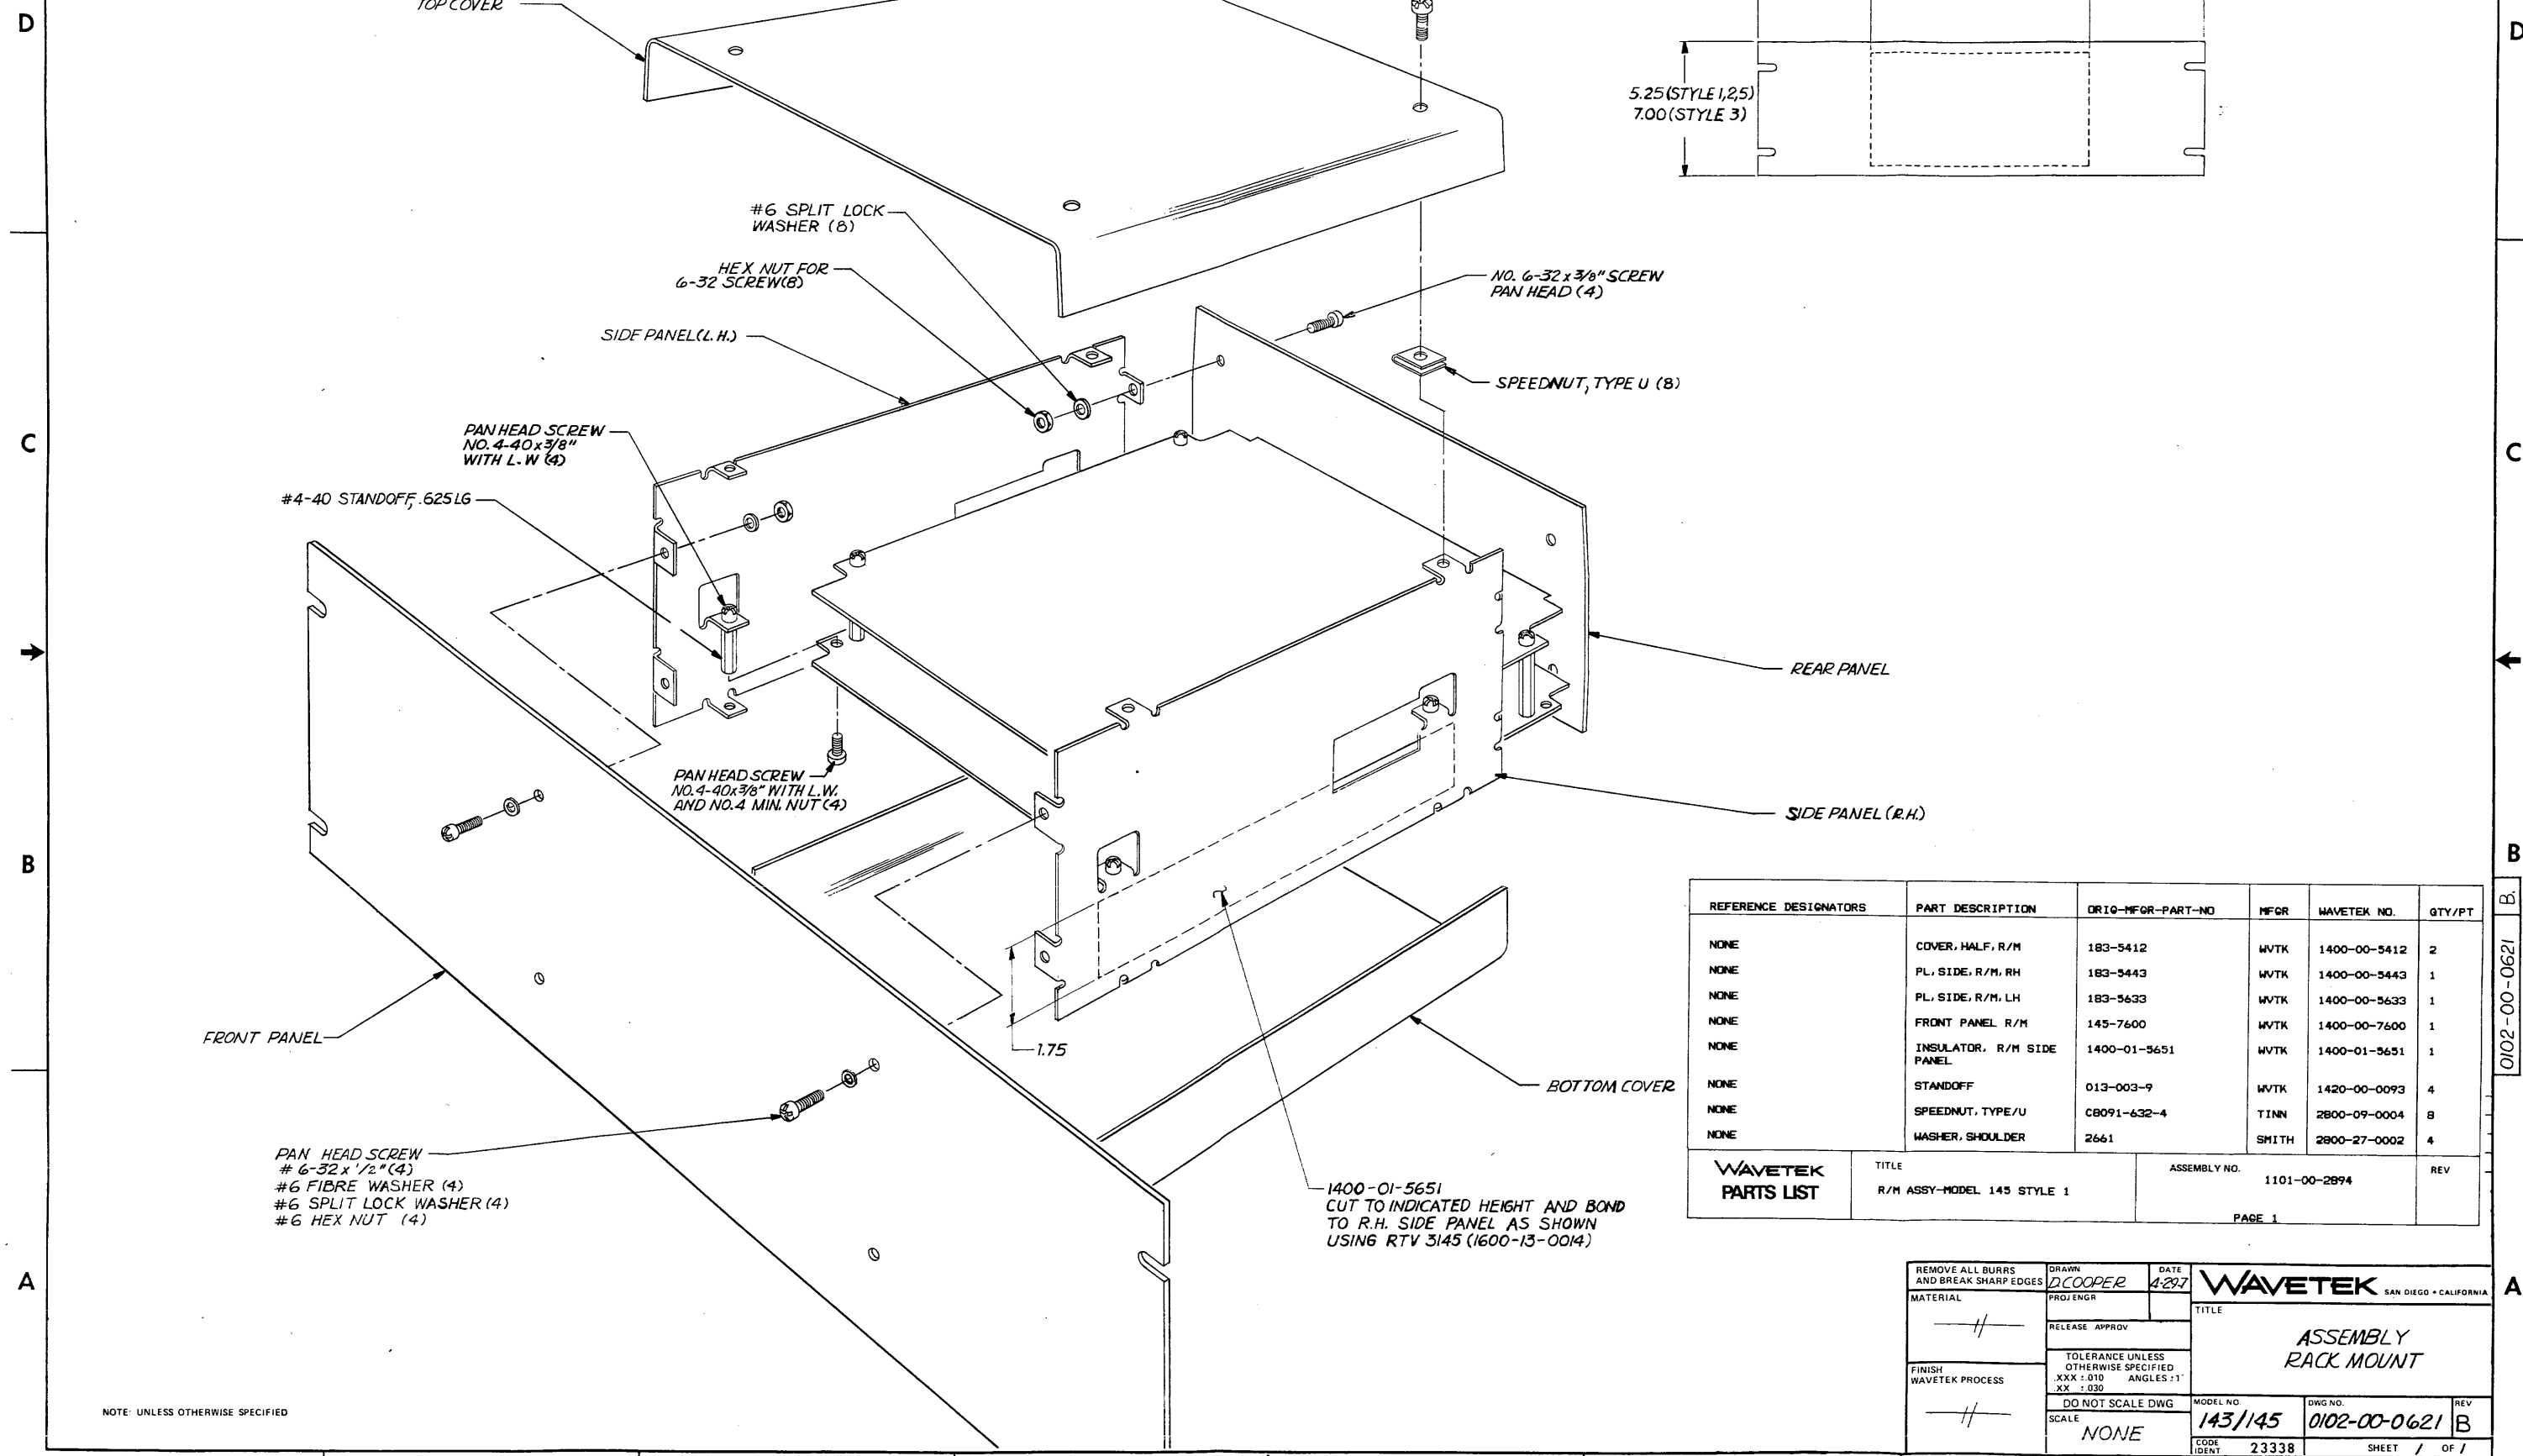 D
D
TOP COVER
5.25 (STYLE 1,2,5)
7.00 (STYLE 3)
#6 SPLIT LOCK
WASHER (8)
HEX NUT FOR
6-32 SCREW(8)
NO. 6-32 x 3/8" SCREW
PAN HEAD (4)
SIDE PANEL (L.H.)
SPEEDNUT, TYPE U (8)
C
C
PAN HEAD SCREW
NO. 4-40 x 3/8"
WITH L.W (4)
#4-40 STANDOFF, .625 LG
REAR PANEL
PAN HEAD SCREW
NO. 4-40x3/8" WITH L.W.
AND NO.4 MIN. NUT (4)
SIDE PANEL (R.H.)
B
B
FRONT PANEL
1.75
BOTTOM COVER
PAN HEAD SCREW
# 6-32 x 1/2" (4)
#6 FIBRE WASHER (4)
#6 SPLIT LOCK WASHER (4)
#6 HEX NUT (4)
1400-01-5651
CUT TO INDICATED HEIGHT AND BOND
TO R.H. SIDE PANEL AS SHOWN
USING RTV 3145 (1600-13-0014)
REFERENCE DESIGNATORS PART DESCRIPTION ORIG-MFGR-PART-NO MFGR WAVETEK NO. QTY/PT
NONE COVER, HALF, R/M 183-5412 WVTK 1400-00-5412 2
NONE PL, SIDE, R/M, RH 183-5443 WVTK 1400-00-5443 1
NONE PL, SIDE, R/M, LH 183-5633 WVTK 1400-00-5633 1
NONE FRONT PANEL R/M 145-7600 WVTK 1400-00-7600 1
NONE INSULATOR, R/M SIDE 1400-01-5651 WVTK 1400-01-5651 1
PANEL
NONE STANDOFF 013-003-9 WVTK 1420-00-0093 4
NONE SPEEDNUT, TYPE/U C8091-632-4 TINN 2800-09-0004 8
NONE WASHER, SHOULDER 2661 SMITH 2800-27-0002 4
WAVETEK
PARTS LIST
TITLE
R/M ASSY-MODEL 145 STYLE 1
ASSEMBLY NO.
1101-00-2894
REV
PAGE 1
0102-00-0621 B.
A
A
REMOVE ALL BURRS
AND BREAK SHARP EDGES
DRAWN
D.COOPER
DATE
4-29-7
WAVETEK SAN DIEGO • CALIFORNIA
MATERIAL
PROJ ENGR
RELEASE APPROV
TITLE
ASSEMBLY
RACK MOUNT
FINISH
WAVETEK PROCESS
TOLERANCE UNLESS
OTHERWISE SPECIFIED
.XXX ±.010 ANGLES ±1°
.XX ±.030
DO NOT SCALE DWG
SCALE
NONE
MODEL NO.
143/145
DWG NO.
0102-00-0621
REV
B
CODE
IDENT 23338
SHEET 1 OF 1
NOTE: UNLESS OTHERWISE SPECIFIED